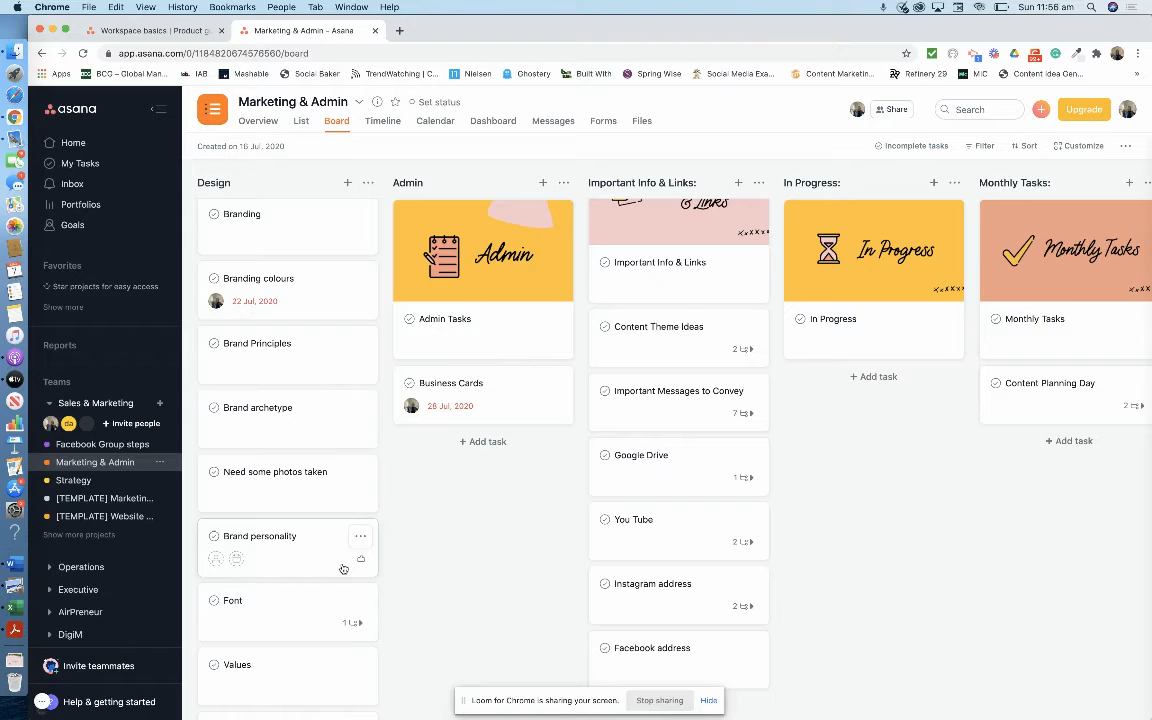 Chrome File Edit View History Bookmarks People Tab Window Help Sun 11:56 am
Workspace basics | Product g
Marketing & Admin - Asana
app.asana.com/0/1184820674576560/board
Apps BCG – Global Man... IAB Mashable Social Baker TrendWatching | C... Nielsen Ghostery Built With Spring Wise Social Media Exa... Content Marketin... Refinery 29 MIC Content Idea Gen... »
asana
Home
My Tasks
Inbox
Portfolios
Goals
Favorites
Star projects for easy access
Show more
Reports
Teams
Sales & Marketing
da
Invite people
Facebook Group steps
Marketing & Admin
Strategy
[TEMPLATE] Marketin...
[TEMPLATE] Website ...
Show more projects
Operations
Executive
AirPreneur
DigiM
Invite teammates
Help & getting started
Marketing & Admin
Set status
Share
Search
Upgrade
Overview List Board Timeline Calendar Dashboard Messages Forms Files
Created on 16 Jul, 2020
Incomplete tasks Filter Sort Customize
Design
Branding
Branding colours
22 Jul, 2020
Brand Principles
Brand archetype
Need some photos taken
Brand personality
Font
1
Values
Admin
Admin
Admin Tasks
Business Cards
28 Jul, 2020
+ Add task
Important Info & Links:
& Links
Important Info & Links
Content Theme Ideas
2
Important Messages to Convey
7
Google Drive
1
You Tube
2
Instagram address
2
Facebook address
In Progress:
In Progress
In Progress
+ Add task
Monthly Tasks:
Monthly Tasks
Monthly Tasks
Content Planning Day
2
+ Add task
Loom for Chrome is sharing your screen.
Stop sharing
Hide